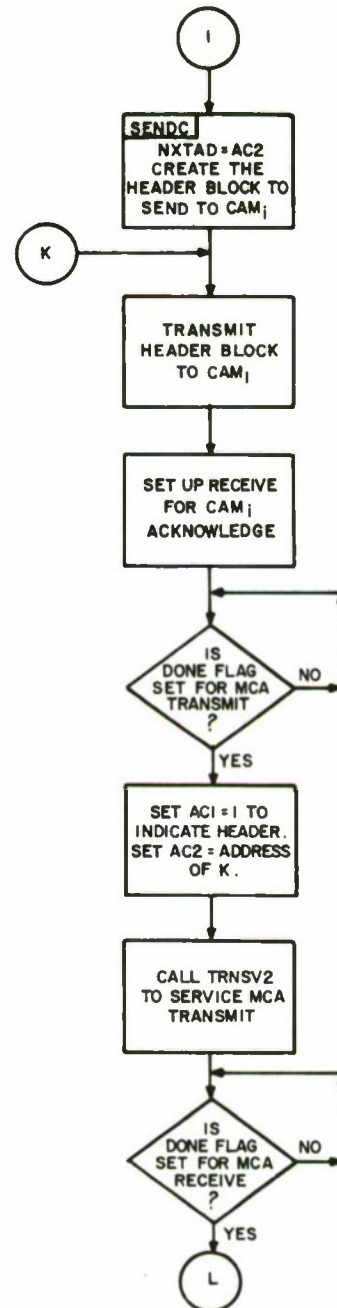 I
SENDC
NXTAD=AC2
CREATE THE
HEADER BLOCK TO
SEND TO CAMi
K
TRANSMIT
HEADER BLOCK
TO CAMI
SET UP RECEIVE
FOR CAMi
ACKNOWLEDGE
IS
DONE FLAG
SET FOR MCA
TRANSMIT
?
NO
YES
SET AC1=1 TO
INDICATE HEADER.
SET AC2=ADDRESS
OF K.
CALL TRNSV2
TO SERVICE MCA
TRANSMIT
IS
DONE FLAG
SET FOR MCA
RECEIVE
?
NO
YES
L